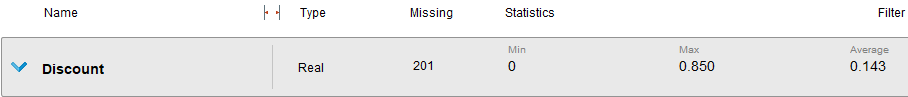 Name Type Missing Statistics Filter
Min Max Average
Discount Real 201 0 0.850 0.143